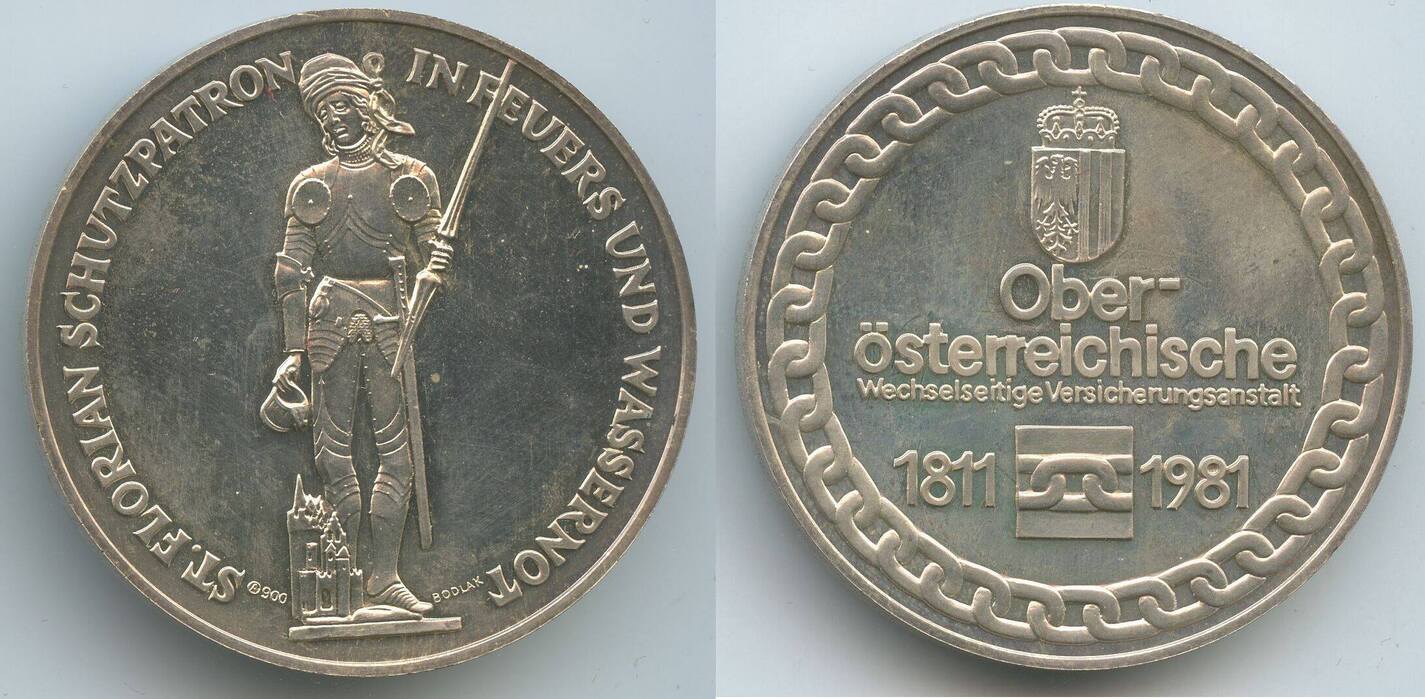 ST. FLORIAN SCHUTZPATRON IN FEUERS UND WASSERNOT
900
BODLAK
Ober-
österreichische
Wechselseitige Versicherungsanstalt
1811 1981